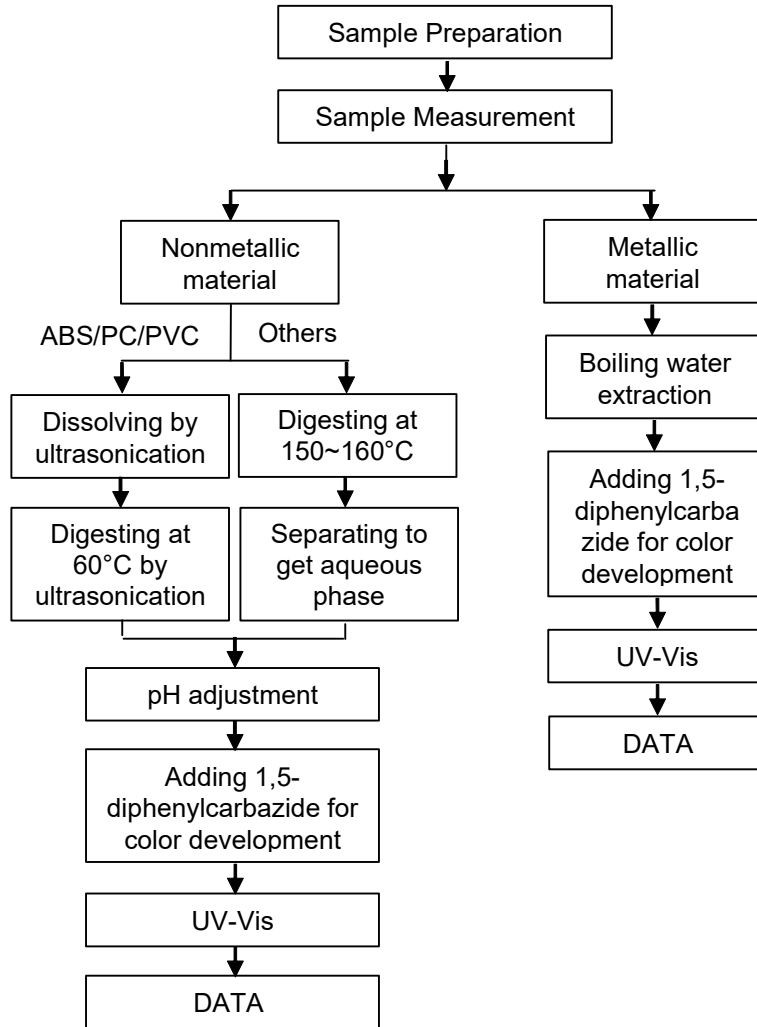 Sample Preparation
Sample Measurement
Nonmetallic
material
ABS/PC/PVC
Others
Dissolving by
ultrasonication
Digesting at
150~160°C
Digesting at
60°C by
ultrasonication
Separating to
get aqueous
phase
pH adjustment
Adding 1,5-
diphenylcarbazide for
color development
UV-Vis
DATA
Metallic
material
Boiling water
extraction
Adding 1,5-
diphenylcarba
zide for color
development
UV-Vis
DATA